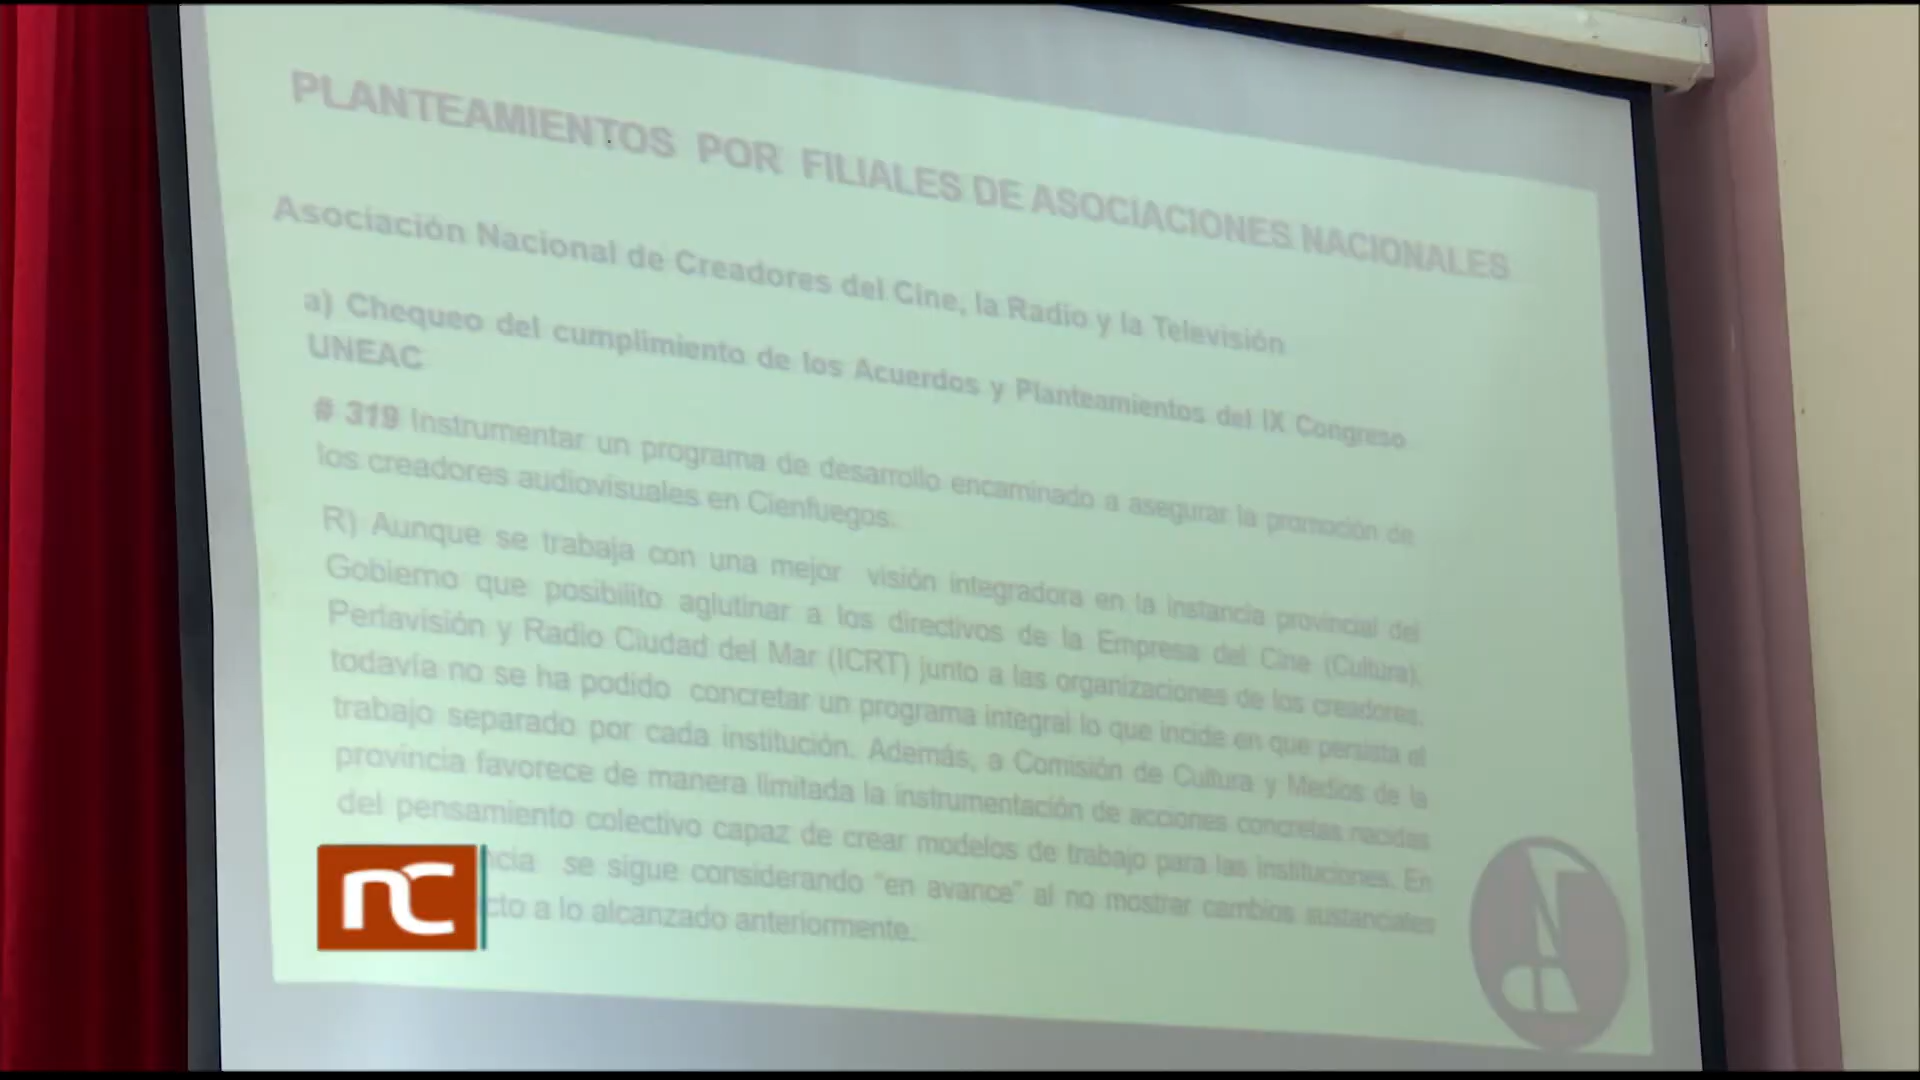 PLANTEAMIENTOS POR FILIALES DE ASOCIACIONES NACIONALES
Asociación Nacional de Creadores del Cine, la Radio y la Televisión
a) Chequeo del cumplimiento de los Acuerdos y Planteamientos del IX Congreso
UNEAC
# 319 Instrumentar un programa de desarrollo encaminado a asegurar la promoción de
los creadores audiovisuales en Cienfuegos.
R) Aunque se trabaja con una mejor visión integradora en la instancia provincial del
Gobierno que posibilito aglutinar a los directivos de la Empresa del Cine (Cultura),
Perlavisión y Radio Ciudad del Mar (ICRT) junto a las organizaciones de los creadores,
todavía no se ha podido concretar un programa integral lo que incide en que persista el
trabajo separado por cada institución. Además, a Comisión de Cultura y Medios de la
provincia favorece de manera limitada la instrumentación de acciones concretas nacidas
del pensamiento colectivo capaz de crear modelos de trabajo para las instituciones. En
ncia se sigue considerando "en avance" al no mostrar cambios sustanciales
cto a lo alcanzado anteriormente.
nc